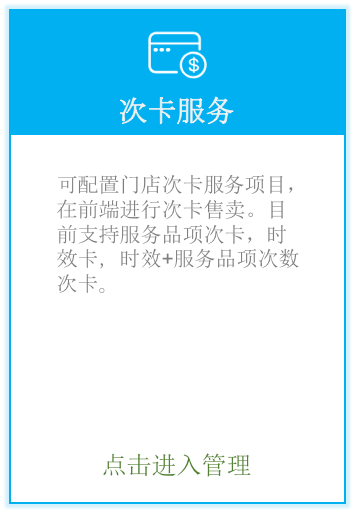 次卡服务
可配置门店次卡服务项目，
在前端进行次卡售卖。目
前支持服务品项次卡，时
效卡，时效+服务品项次数
次卡。
点击进入管理